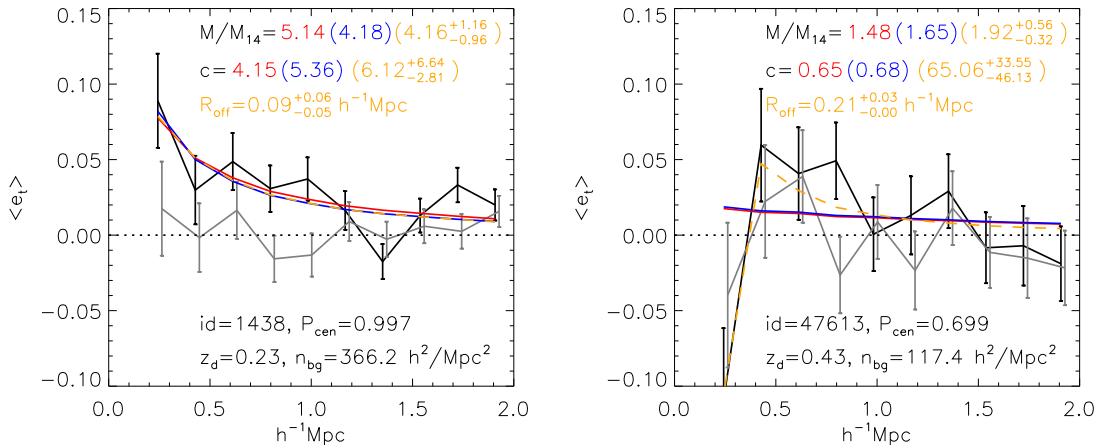 M/M14=5.14(4.18)(4.16+1.16-0.96)
c=4.15(5.36)(6.12+6.64-2.81)
Roff=0.09+0.06-0.05 h−1Mpc
<et>
0.15
0.10
0.05
0.00
−0.05
−0.10
id=1438, Pcen=0.997
zd=0.23, nbg=366.2 h2/Mpc2
0.0 0.5 1.0 1.5 2.0
h−1Mpc
M/M14=1.48(1.65)(1.92+0.56-0.32)
c=0.65(0.68)(65.06+33.55-46.13)
Roff=0.21+0.03-0.00 h−1Mpc
<et>
0.15
0.10
0.05
0.00
−0.05
−0.10
id=47613, Pcen=0.699
zd=0.43, nbg=117.4 h2/Mpc2
0.0 0.5 1.0 1.5 2.0
h−1Mpc